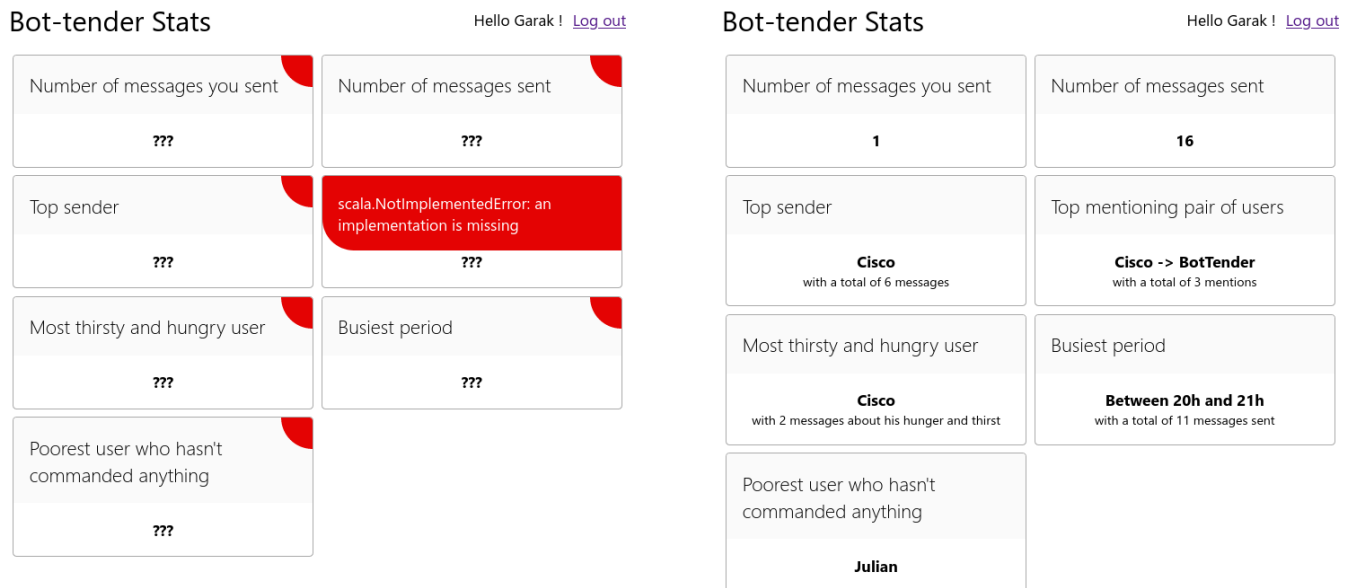 Bot-tender Stats
Hello Garak ! Log out
Number of messages you sent
???
Number of messages sent
???
Top sender
???
scala.NotImplementedError: an
implementation is missing
???
Most thirsty and hungry user
???
Busiest period
???
Poorest user who hasn't
commanded anything
???
Bot-tender Stats
Hello Garak ! Log out
Number of messages you sent
1
Number of messages sent
16
Top sender
Cisco
with a total of 6 messages
Top mentioning pair of users
Cisco -> BotTender
with a total of 3 mentions
Most thirsty and hungry user
Cisco
with 2 messages about his hunger and thirst
Busiest period
Between 20h and 21h
with a total of 11 messages sent
Poorest user who hasn't
commanded anything
Julian